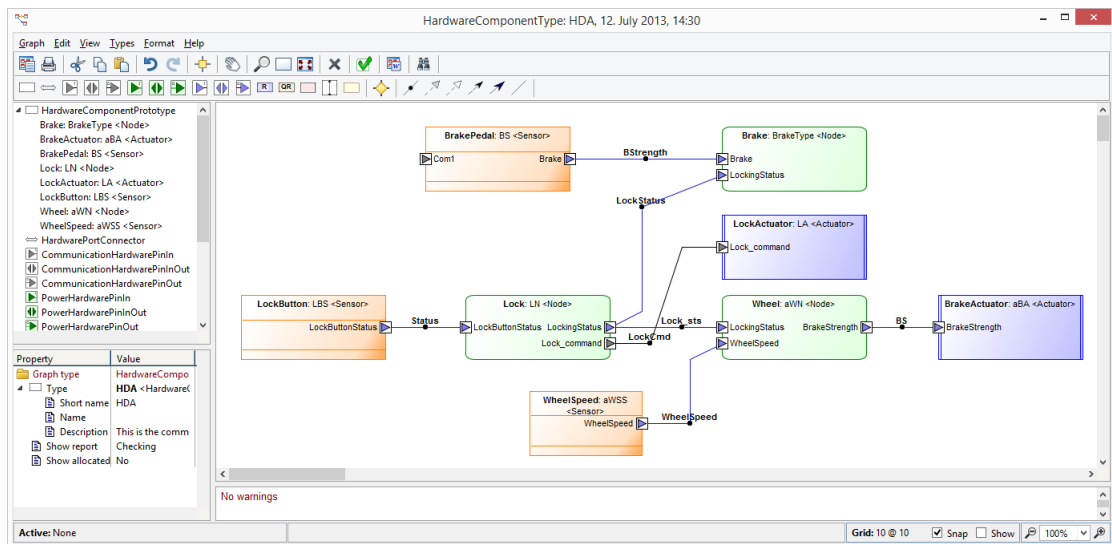 HardwareComponentType: HDA, 12. July 2013, 14:30
Graph Edit View Types Format Help
R QR
HardwareComponentPrototype
Brake: BrakeType <Node>
BrakeActuator: aBA <Actuator>
BrakePedal: BS <Sensor>
Lock: LN <Node>
LockActuator: LA <Actuator>
LockButton: LBS <Sensor>
Wheel: aWN <Node>
WheelSpeed: aWSS <Sensor>
HardwarePortConnector
CommunicationHardwarePinIn
CommunicationHardwarePinInOut
CommunicationHardwarePinOut
PowerHardwarePinIn
PowerHardwarePinInOut
PowerHardwarePinOut
Property Value
Graph type HardwareCompo
Type HDA <Hardware(
Short name HDA
Name
Description This is the comm
Show report Checking
Show allocated No
BrakePedal: BS <Sensor>
Com1 Brake
BStrength
Brake: BrakeType <Node>
Brake
LockingStatus
LockStatus
LockActuator: LA <Actuator>
Lock_command
LockButton: LBS <Sensor>
LockButtonStatus
Status
Lock: LN <Node>
LockButtonStatus LockingStatus
Lock_command
Lock_sts
LockCmd
Wheel: aWN <Node>
LockingStatus BrakeStrength
WheelSpeed
BS
BrakeActuator: aBA <Actuator>
BrakeStrength
WheelSpeed: aWSS
<Sensor>
WheelSpeed
WheelSpeed
No warnings
Active: None
Grid: 10 @ 10 Snap Show 100%